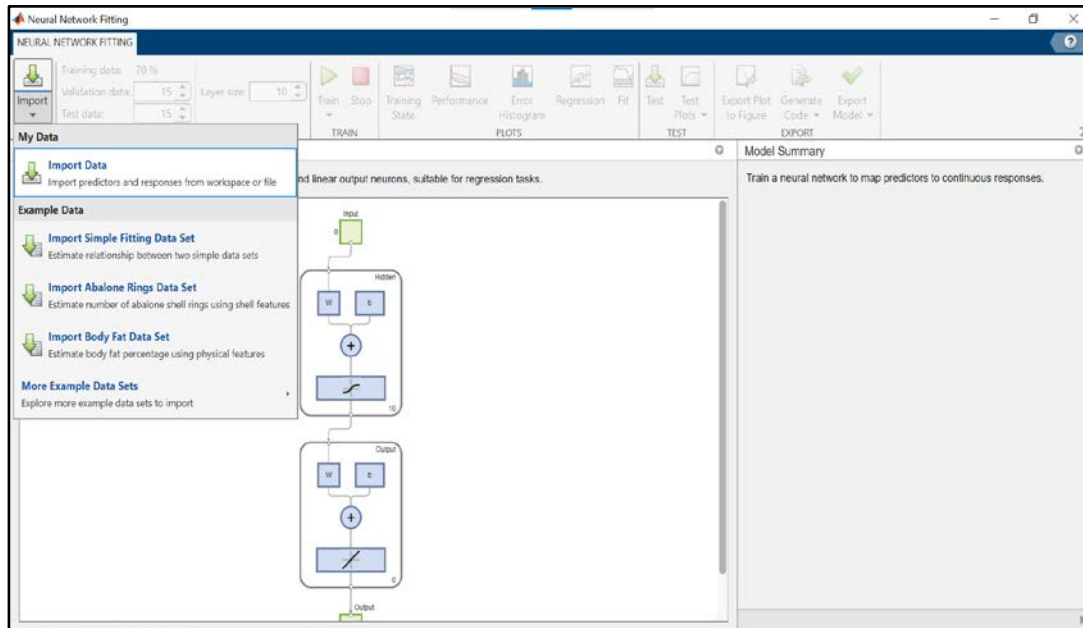 Neural Network Fitting
NEURAL NETWORK FITTING
Import
Training data: 70 %
Validation data: 15
Test data: 15
Layer size: 10
Train
Stop
Training State
Performance
Error Histogram
Regression
Fit
Test
Test Plots
Export Plot to Figure
Generate Code
Export Model
TRAIN
PLOTS
TEST
EXPORT
My Data
Import Data
Import predictors and responses from workspace or file
Example Data
Import Simple Fitting Data Set
Estimate relationship between two simple data sets
Import Abalone Rings Data Set
Estimate number of abalone shell rings using shell features
Import Body Fat Data Set
Estimate body fat percentage using physical features
More Example Data Sets
Explore more example data sets to import
nd linear output neurons, suitable for regression tasks.
Input
0
Hidden
W
B
+
10
Output
W
B
+
0
Output
Model Summary
Train a neural network to map predictors to continuous responses.